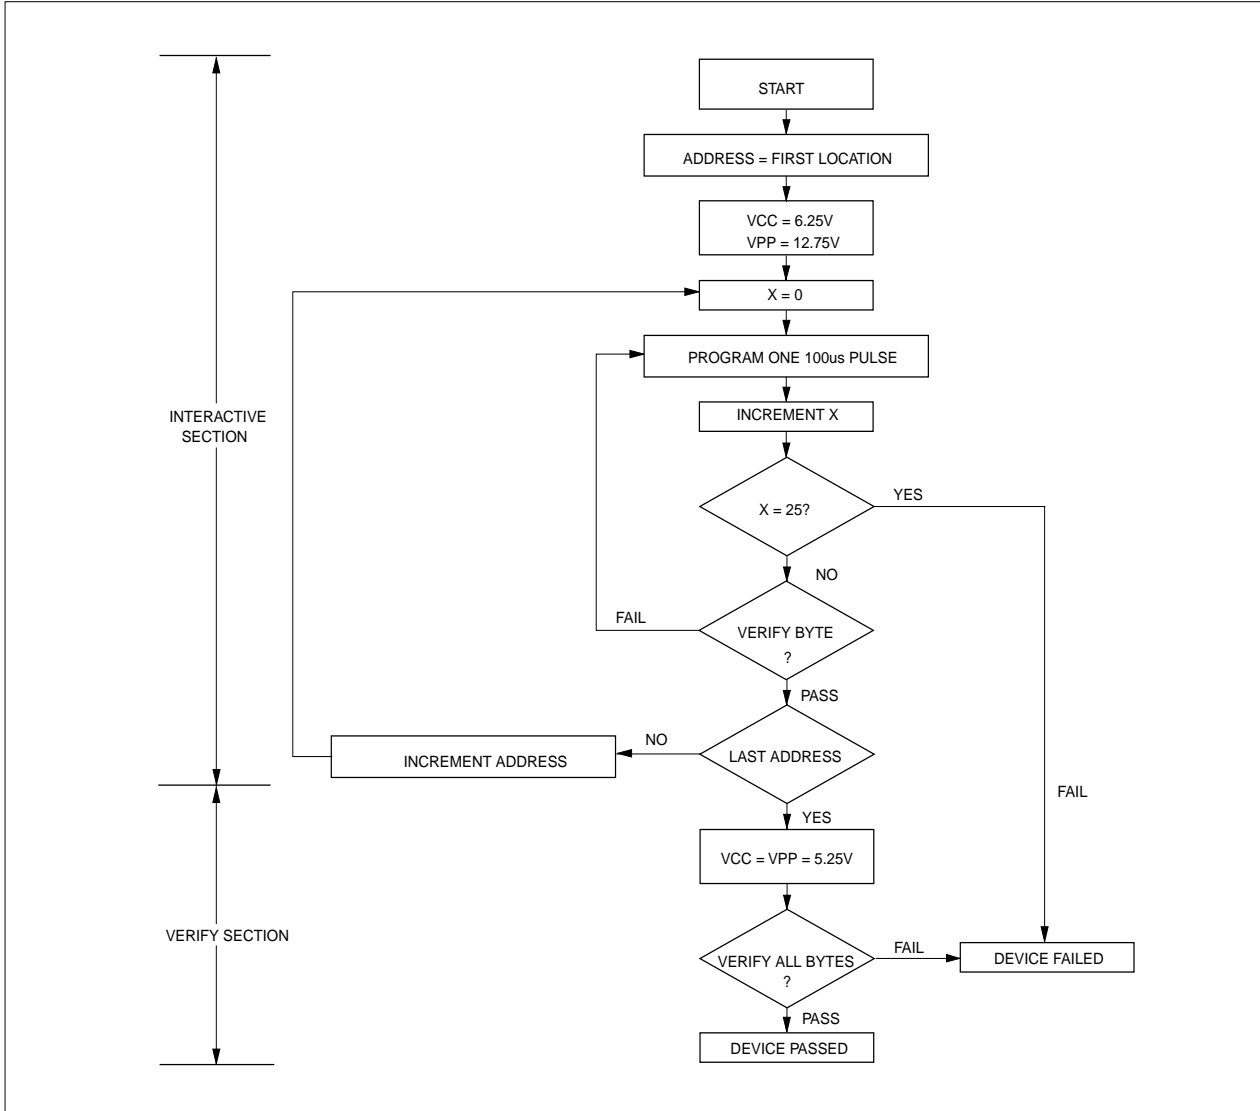 START
ADDRESS = FIRST LOCATION
VCC = 6.25V
VPP = 12.75V
X = 0
PROGRAM ONE 100us PULSE
INCREMENT X
INTERACTIVE
SECTION
X = 25?
YES
NO
FAIL
VERIFY BYTE
?
PASS
NO
LAST ADDRESS
INCREMENT ADDRESS
FAIL
YES
VCC = VPP = 5.25V
VERIFY SECTION
FAIL
VERIFY ALL BYTES
?
DEVICE FAILED
PASS
DEVICE PASSED